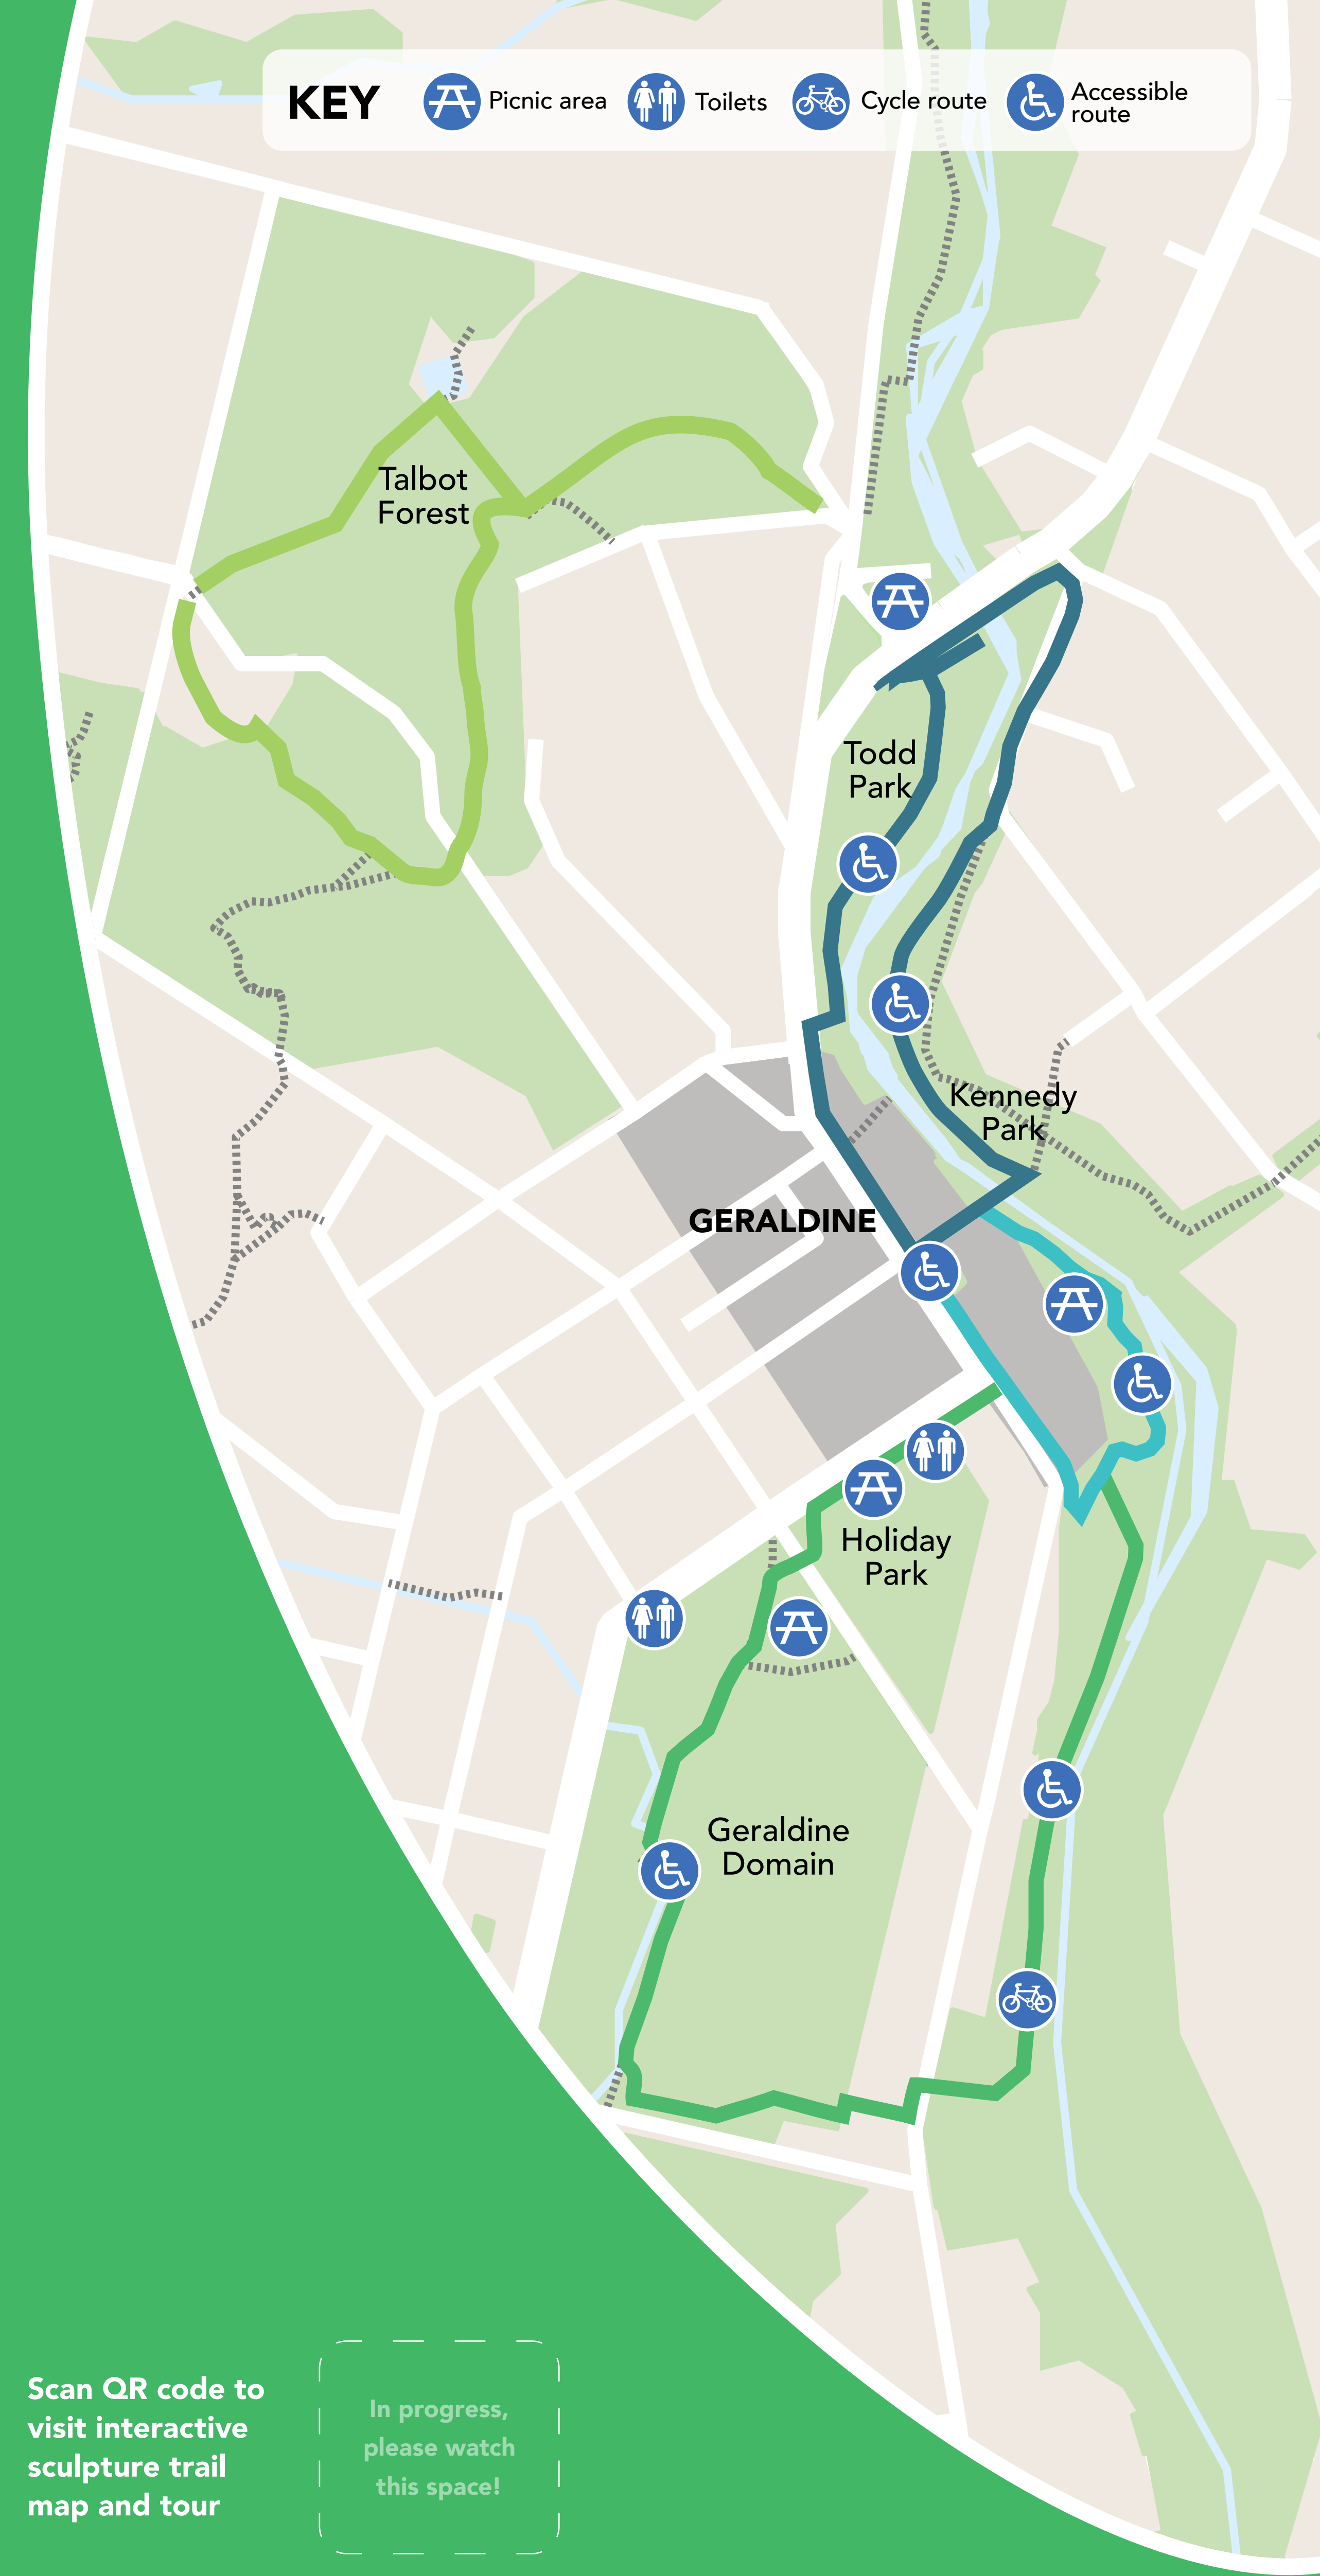 KEY
Picnic area
Toilets
Cycle route
Accessible
route
Talbot
Forest
Todd
Park
Kennedy
Park
GERALDINE
Holiday
Park
Geraldine
Domain
Scan QR code to
visit interactive
sculpture trail
map and tour
In progress,
please watch
this space!